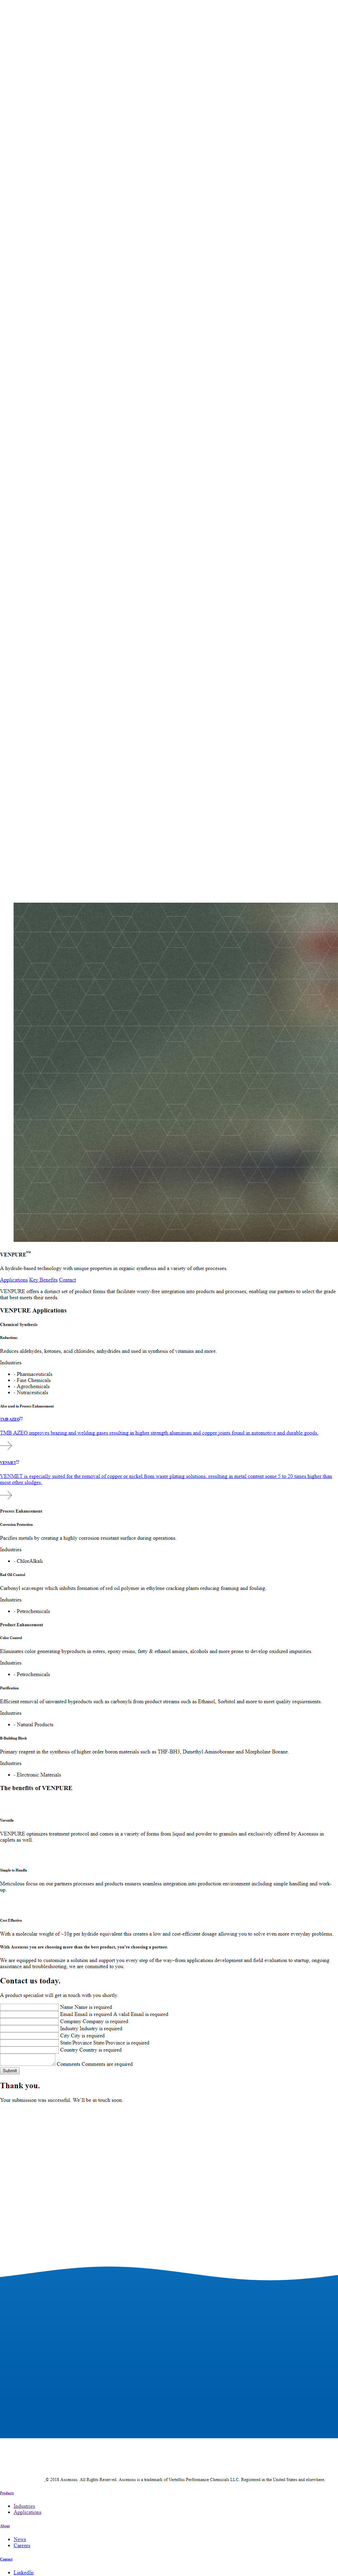 VENPURE™
A hydride-based technology with unique properties in organic synthesis and a variety of other processes.
Applications Key Benefits Contact
VENPURE offers a distinct set of product forms that facilitate worry-free integration into products and processes, enabling our partners to select the grade
that best meets their needs.
VENPURE Applications
Chemical Synthesis
Reductions
Reduces aldehydes, ketones, acid chlorides, anhydrides and used in synthesis of vitamins and more.
Industries
- Pharmaceuticals
- Fine Chemicals
- Agrochemicals
- Nutraceuticals
Also used in Process Enhancement
TMB AZEO™
TMB AZEO improves brazing and welding gases resulting in higher strength aluminum and copper joints found in automotive and durable goods.
VENMET™
VENMET is especially suited for the removal of copper or nickel from waste plating solutions, resulting in metal content some 5 to 20 times higher than
most other sludges.
Process Enhancement
Corrosion Protection
Pacifies metals by creating a highly corrosion resistant surface during operations.
Industries
- ChlorAlkali
Red Oil Control
Carbonyl scavenger which inhibits formation of red oil polymer in ethylene cracking plants reducing foaming and fouling.
Industries
- Petrochemicals
Product Enhancement
Color Control
Eliminates color generating byproducts in esters, epoxy resins, fatty & ethanol amines, alcohols and more prone to develop oxidized impurities.
Industries
- Petrochemicals
Purification
Efficient removal of unwanted byproducts such as carbonyls from product streams such as Ethanol, Sorbitol and more to meet quality requirements.
Industries
- Natural Products
B-Building Block
Primary reagent in the synthesis of higher order boron materials such as THF-BH3, Dimethyl Aminoborane and Morpholine Borane.
Industries
- Electronic Materials
The benefits of VENPURE
Versatile
VENPURE optimizes treatment protocol and comes in a variety of forms from liquid and powder to granules and exclusively offered by Ascensus in
caplets as well.
Simple to Handle
Meticulous focus on our partners processes and products ensures seamless integration into production environment including simple handling and work-
up.
Cost Effective
With a molecular weight of ~10g per hydride equivalent this creates a low and cost-efficient dosage allowing you to solve even more everyday problems.
With Ascensus you are choosing more than the best product, you're choosing a partner.
We are equipped to customize a solution and support you every step of the way–from applications development and field evaluation to startup, ongoing
assistance and troubleshooting, we are committed to you.
Contact us today.
A product specialist will get in touch with you shortly.
Name Name is required
Email Email is required A valid Email is required
Company Company is required
Industry Industry is required
City City is required
State/Province State/Province is required
Country Country is required
Comments Comments are required
Submit
Thank you.
Your submission was successful. We'll be in touch soon.
© 2018 Ascensus. All Rights Reserved. Ascensus is a trademark of Vertellus Performance Chemicals LLC. Registered in the United States and elsewhere.
Products
Industries
Applications
About
News
Careers
Contact
LinkedIn